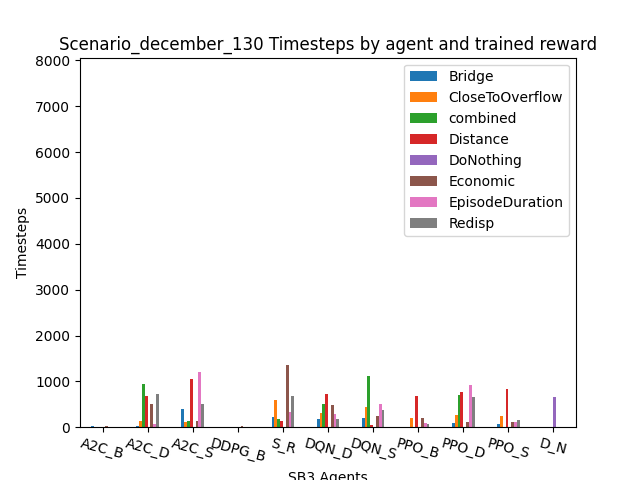 Scenario_december_130 Timesteps by agent and trained reward
8000
7000
6000
5000
4000
3000
2000
1000
0
Timesteps
Bridge
CloseToOverflow
combined
Distance
DoNothing
Economic
EpisodeDuration
Redisp
A2C_B
A2C_D
A2C_S
DDPG_B
S_R
DQN_D
DQN_S
PPO_B
PPO_D
PPO_S
D_N
SB3 Agents